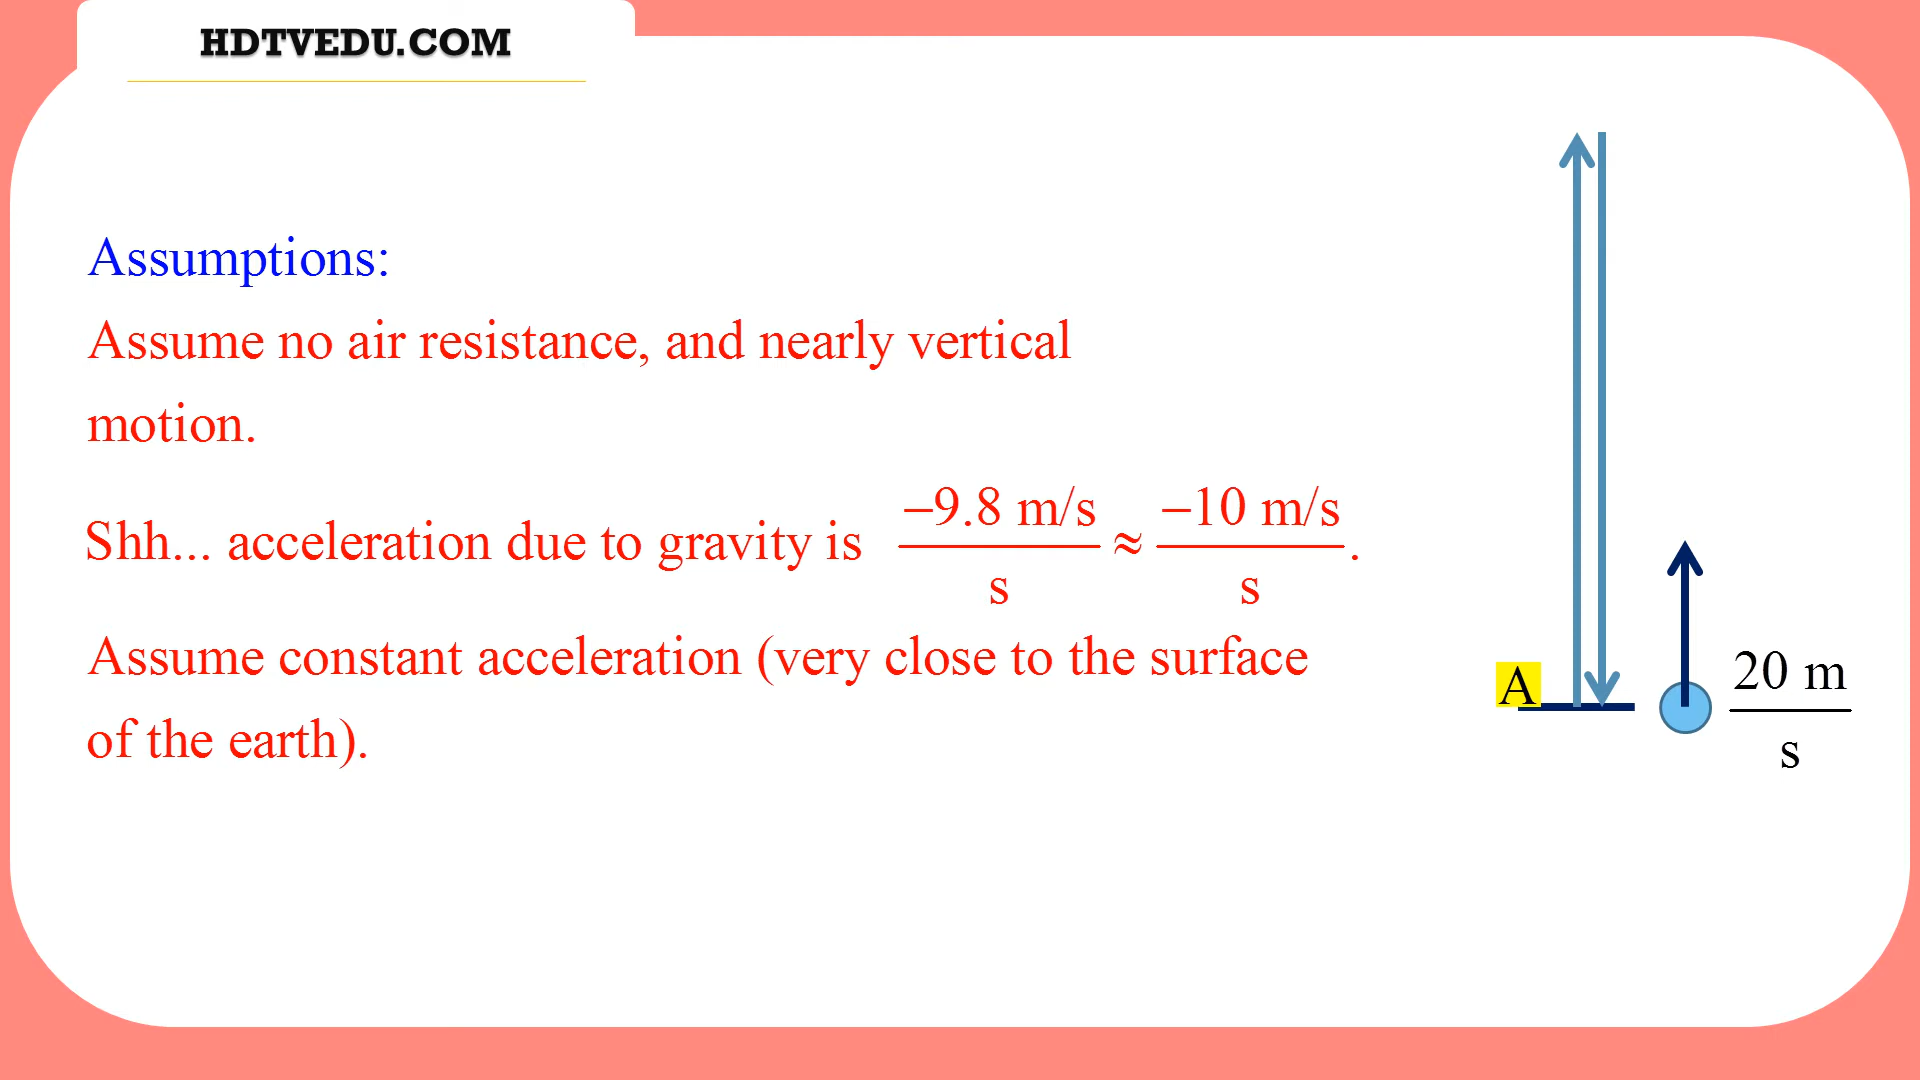 HDTVEDU.COM
Assumptions:
Assume no air resistance, and nearly vertical
motion.
Shh... acceleration due to gravity is –9.8 m/s / s ≈ –10 m/s / s.
Assume constant acceleration (very close to the surface
of the earth).
A
20 m / s